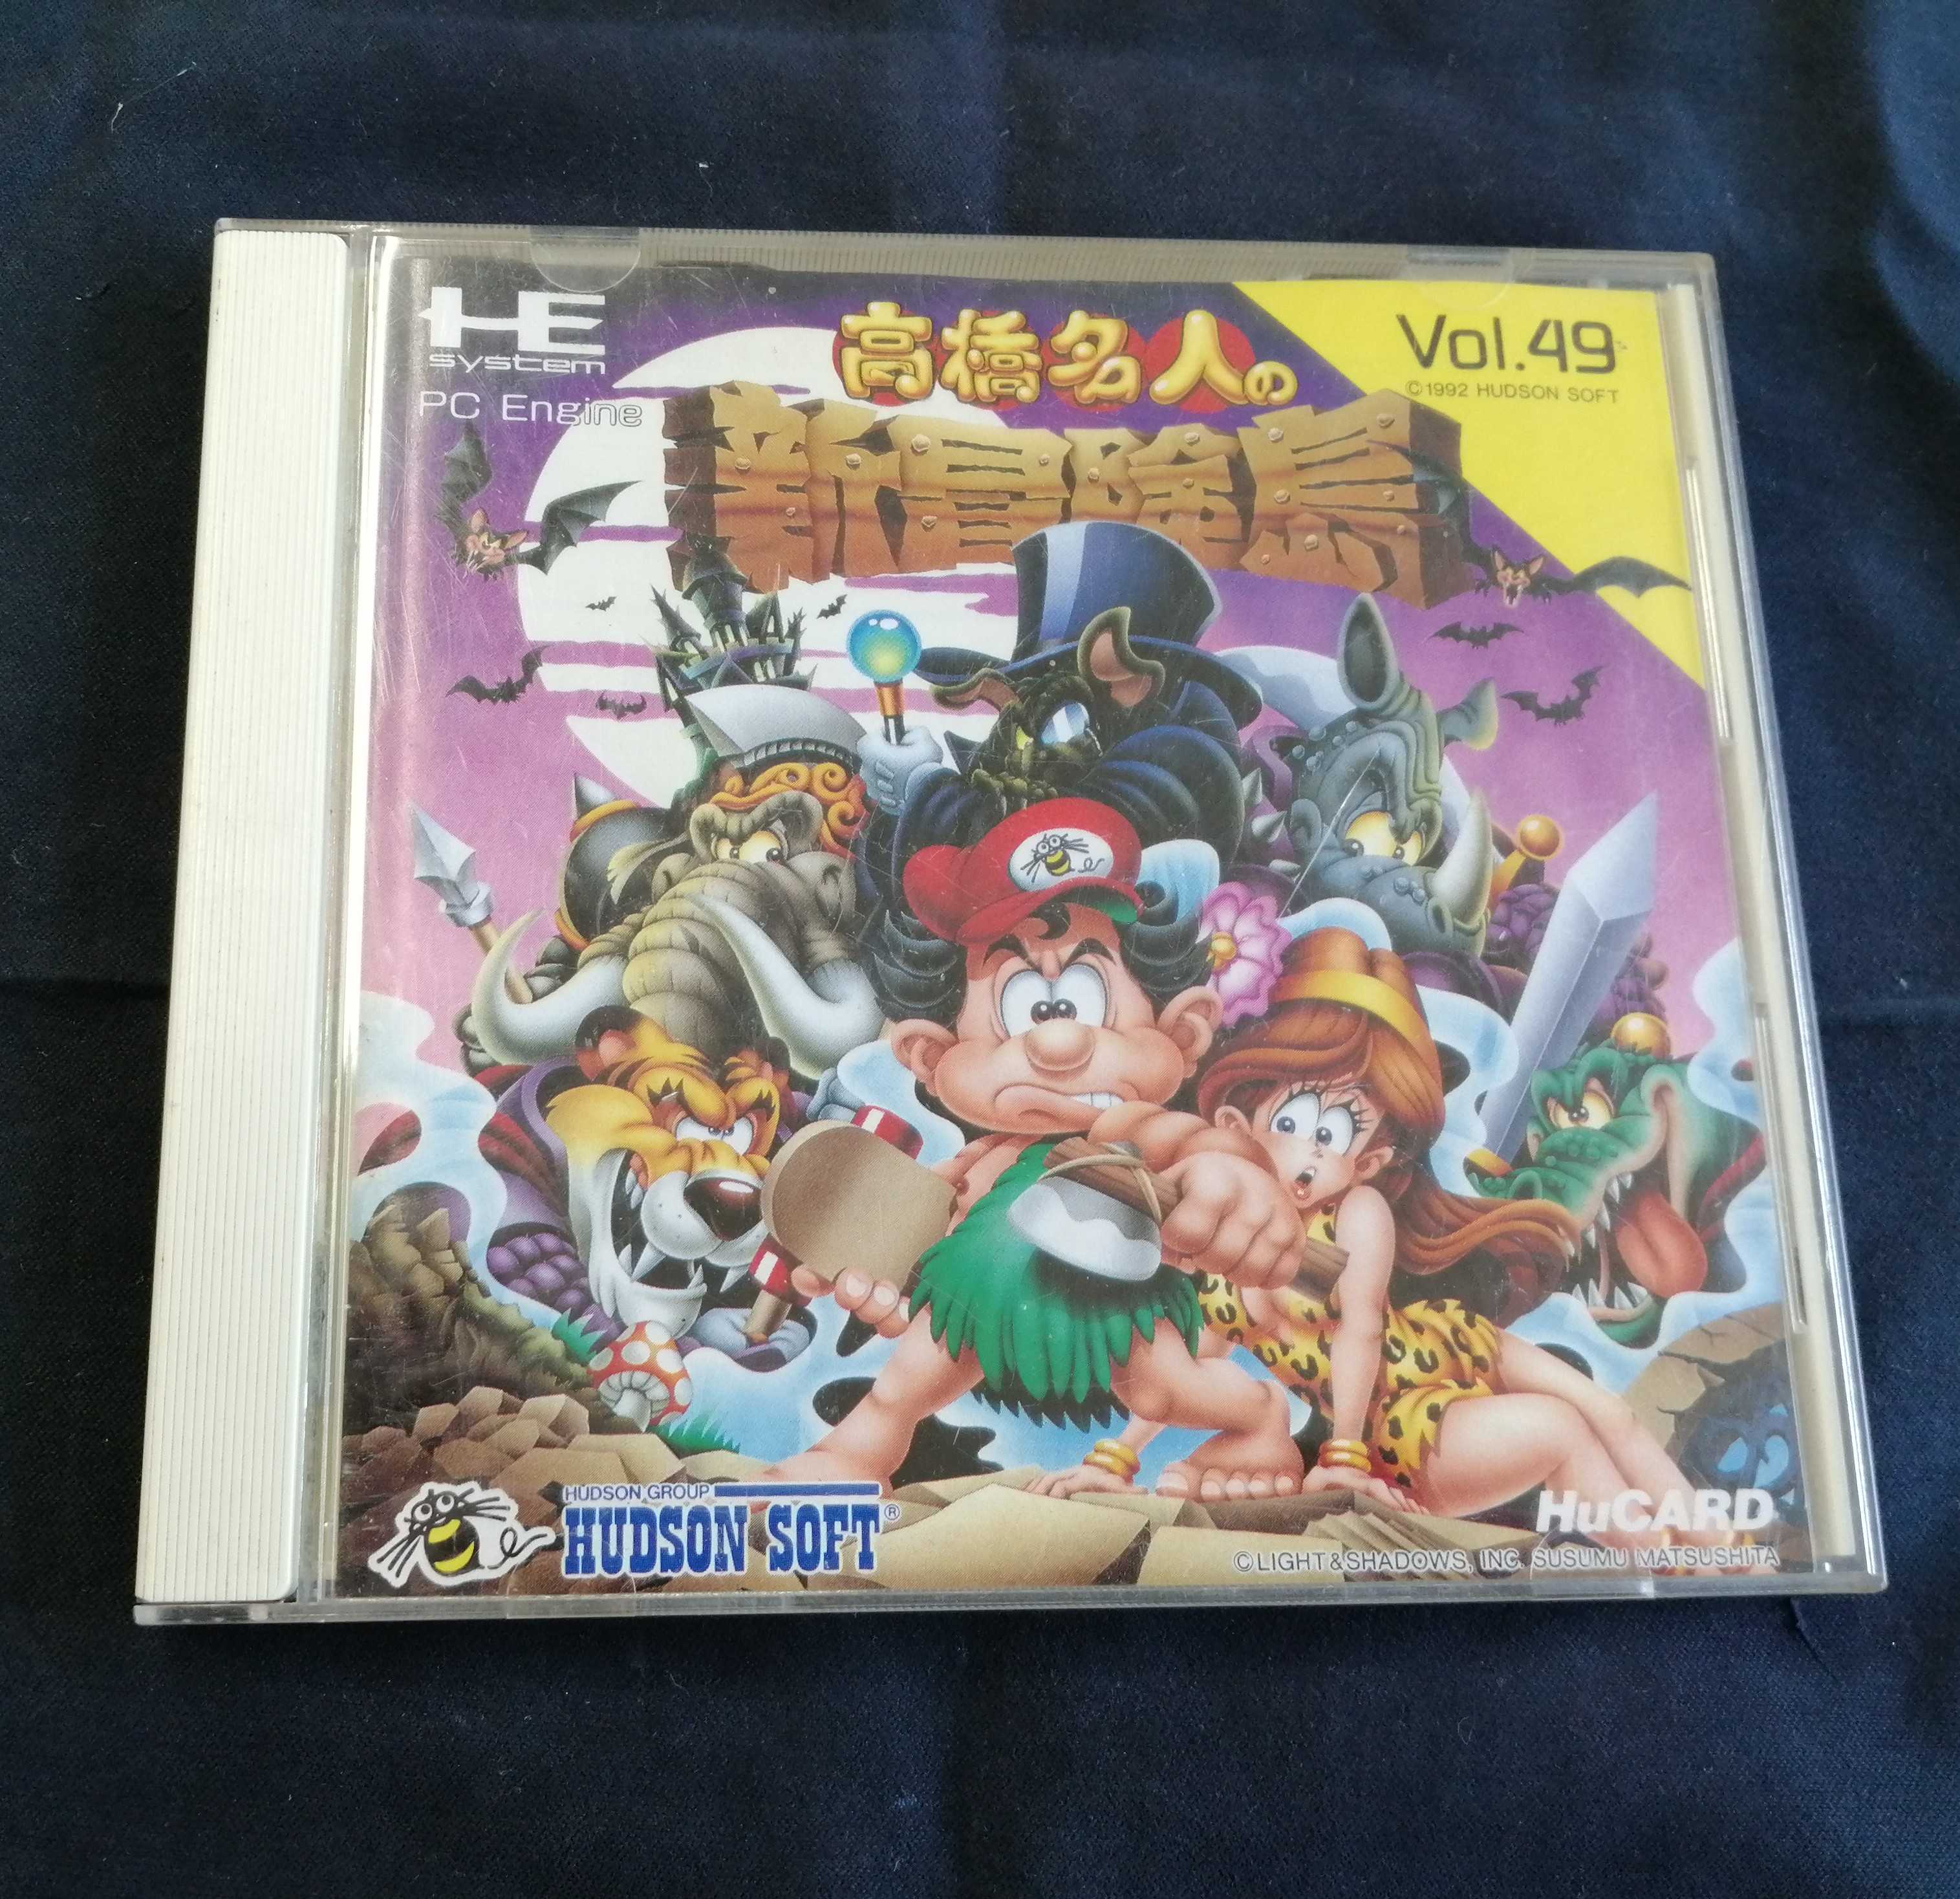 HE
system
PC Engine
高橋名人の
新冒険島
Vol.49
©1992 HUDSON SOFT
HUDSON GROUP
HUDSON SOFT®
HuCARD
©LIGHT&SHADOWS, INC. SUSUMU MATSUSHITA